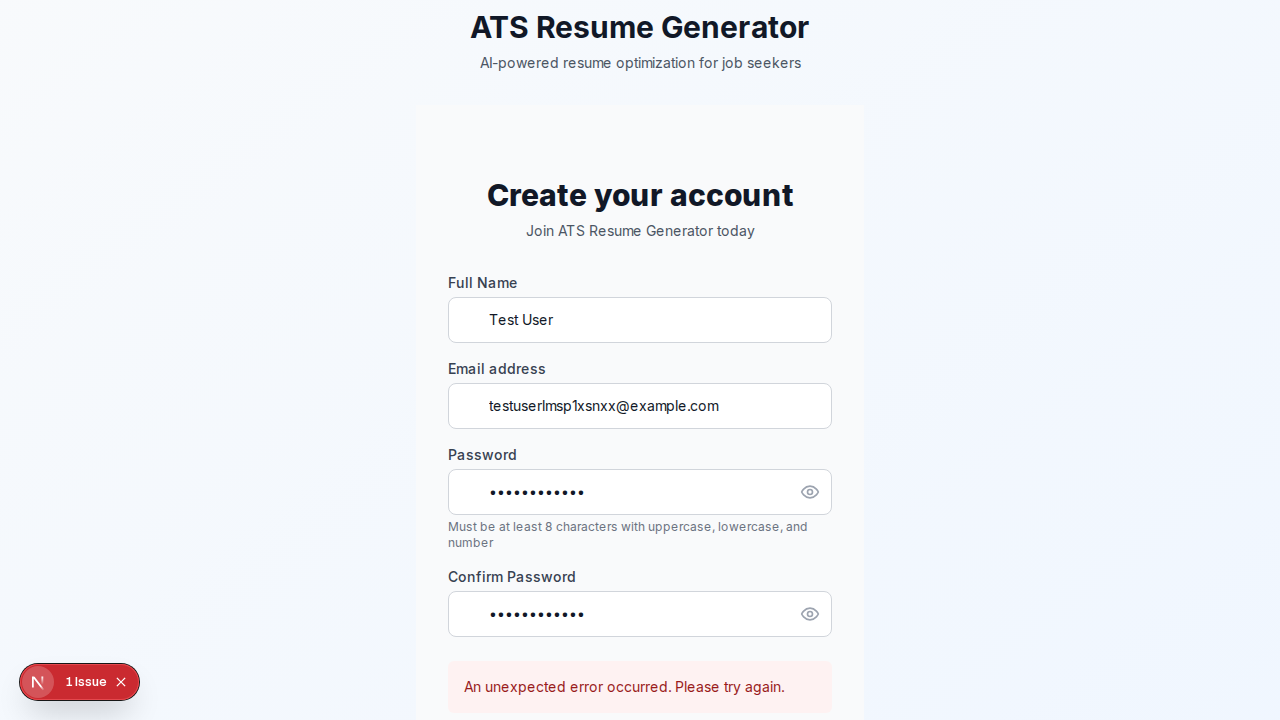 ATS Resume Generator
AI-powered resume optimization for job seekers
Create your account
Join ATS Resume Generator today
Full Name
Test User
Email address
testuserlmsp1xsnxx@example.com
Password
••••••••••••
Must be at least 8 characters with uppercase, lowercase, and
number
Confirm Password
••••••••••••
An unexpected error occurred. Please try again.
N 1 Issue